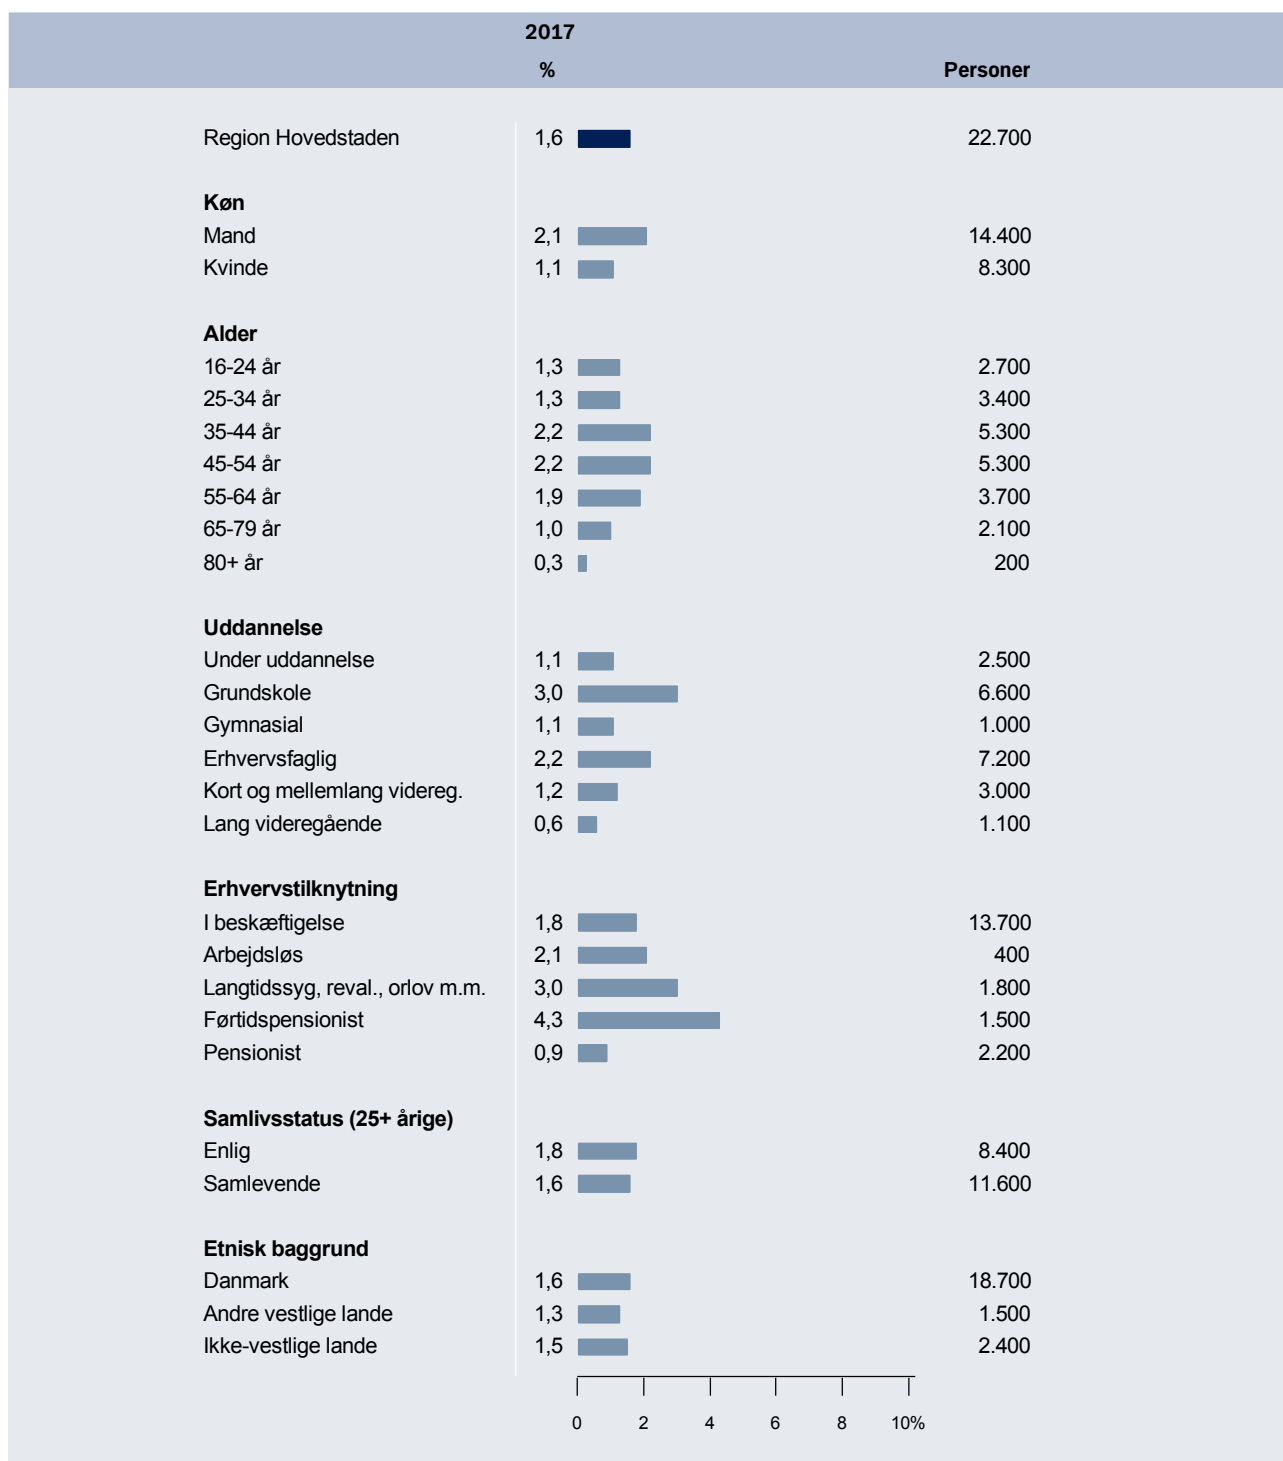 2017
% Personer
Region Hovedstaden 1,6 22.700
Køn
Mand 2,1 14.400
Kvinde 1,1 8.300
Alder
16-24 år 1,3 2.700
25-34 år 1,3 3.400
35-44 år 2,2 5.300
45-54 år 2,2 5.300
55-64 år 1,9 3.700
65-79 år 1,0 2.100
80+ år 0,3 200
Uddannelse
Under uddannelse 1,1 2.500
Grundskole 3,0 6.600
Gymnasial 1,1 1.000
Erhvervsfaglig 2,2 7.200
Kort og mellemlang videreg. 1,2 3.000
Lang videregående 0,6 1.100
Erhvervstilknytning
I beskæftigelse 1,8 13.700
Arbejdsløs 2,1 400
Langtidssyg, reval., orlov m.m. 3,0 1.800
Førtidspensionist 4,3 1.500
Pensionist 0,9 2.200
Samlivsstatus (25+ årige)
Enlig 1,8 8.400
Samlevende 1,6 11.600
Etnisk baggrund
Danmark 1,6 18.700
Andre vestlige lande 1,3 1.500
Ikke-vestlige lande 1,5 2.400
0 2 4 6 8 10%